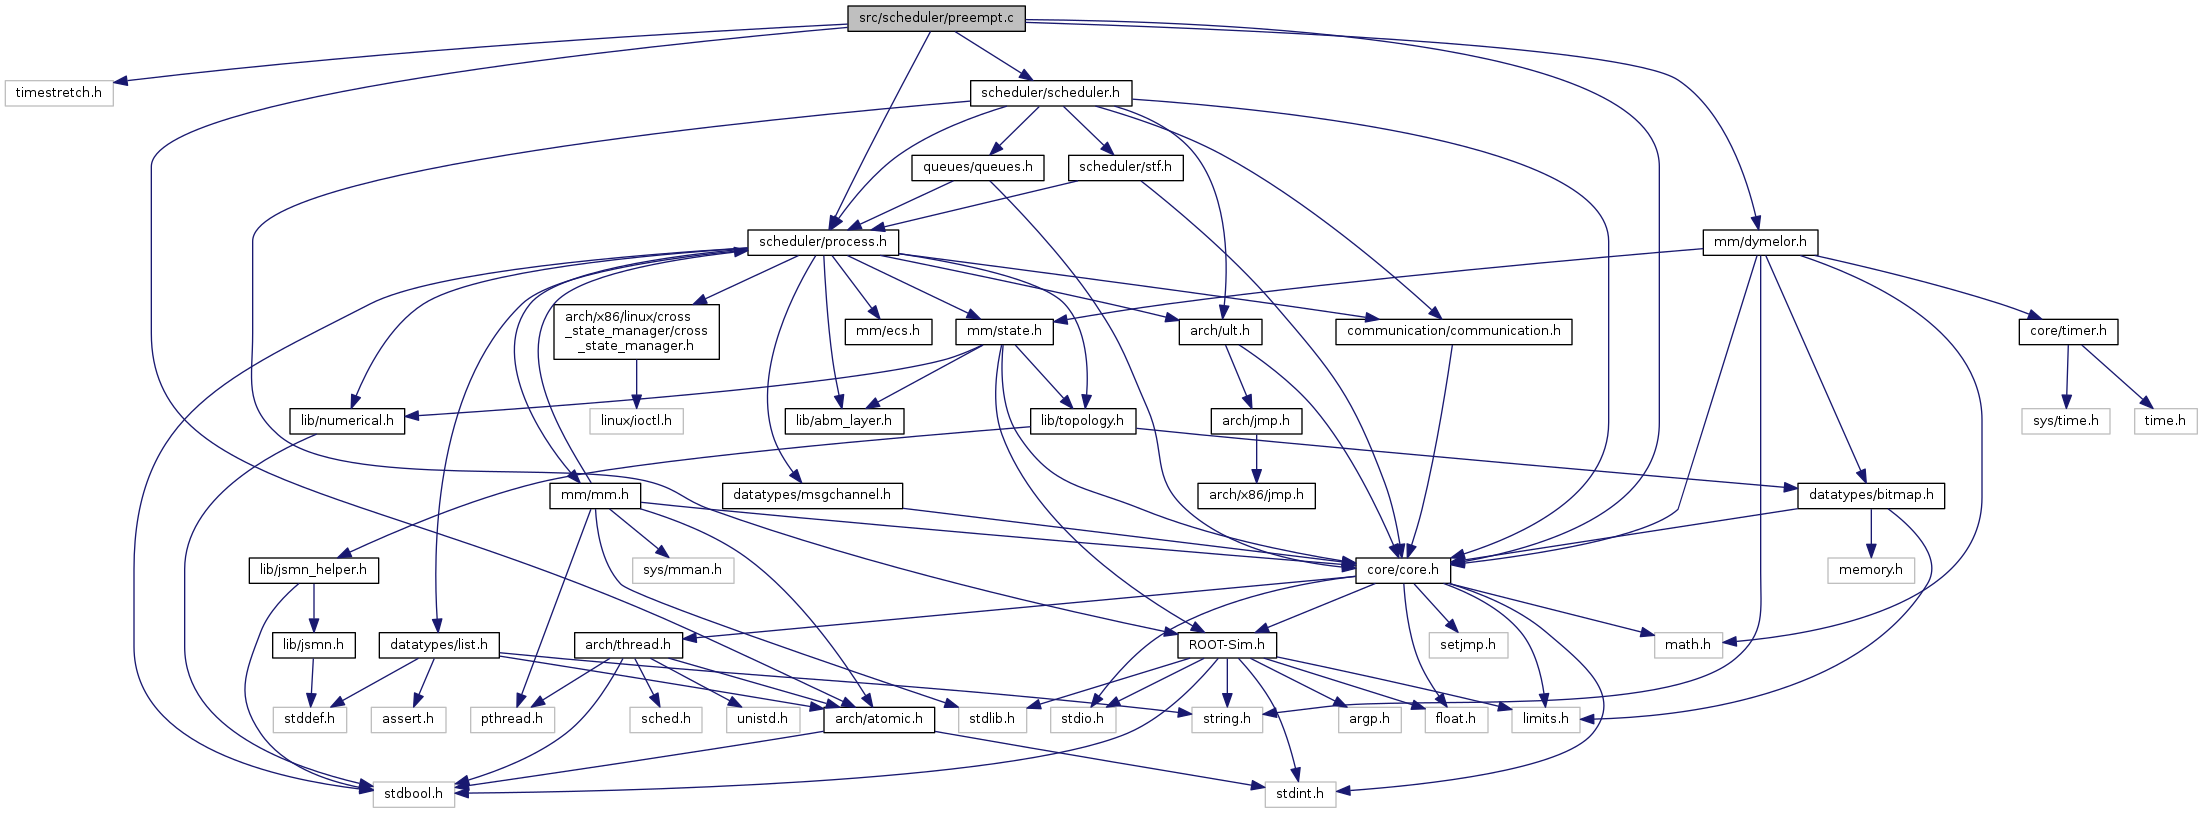 src/scheduler/preempt.c
timestretch.h
scheduler/scheduler.h
queues/queues.h
scheduler/stf.h
scheduler/process.h
mm/dymelor.h
arch/x86/linux/cross
_state_manager/cross
_state_manager.h
mm/ecs.h
mm/state.h
arch/ult.h
communication/communication.h
core/timer.h
lib/numerical.h
linux/ioctl.h
lib/abm_layer.h
lib/topology.h
arch/jmp.h
sys/time.h
time.h
mm/mm.h
datatypes/msgchannel.h
arch/x86/jmp.h
datatypes/bitmap.h
lib/jsmn_helper.h
sys/mman.h
core/core.h
memory.h
lib/jsmn.h
datatypes/list.h
arch/thread.h
ROOT-Sim.h
setjmp.h
math.h
stddef.h
assert.h
pthread.h
sched.h
unistd.h
arch/atomic.h
stdlib.h
stdio.h
string.h
argp.h
float.h
limits.h
stdbool.h
stdint.h